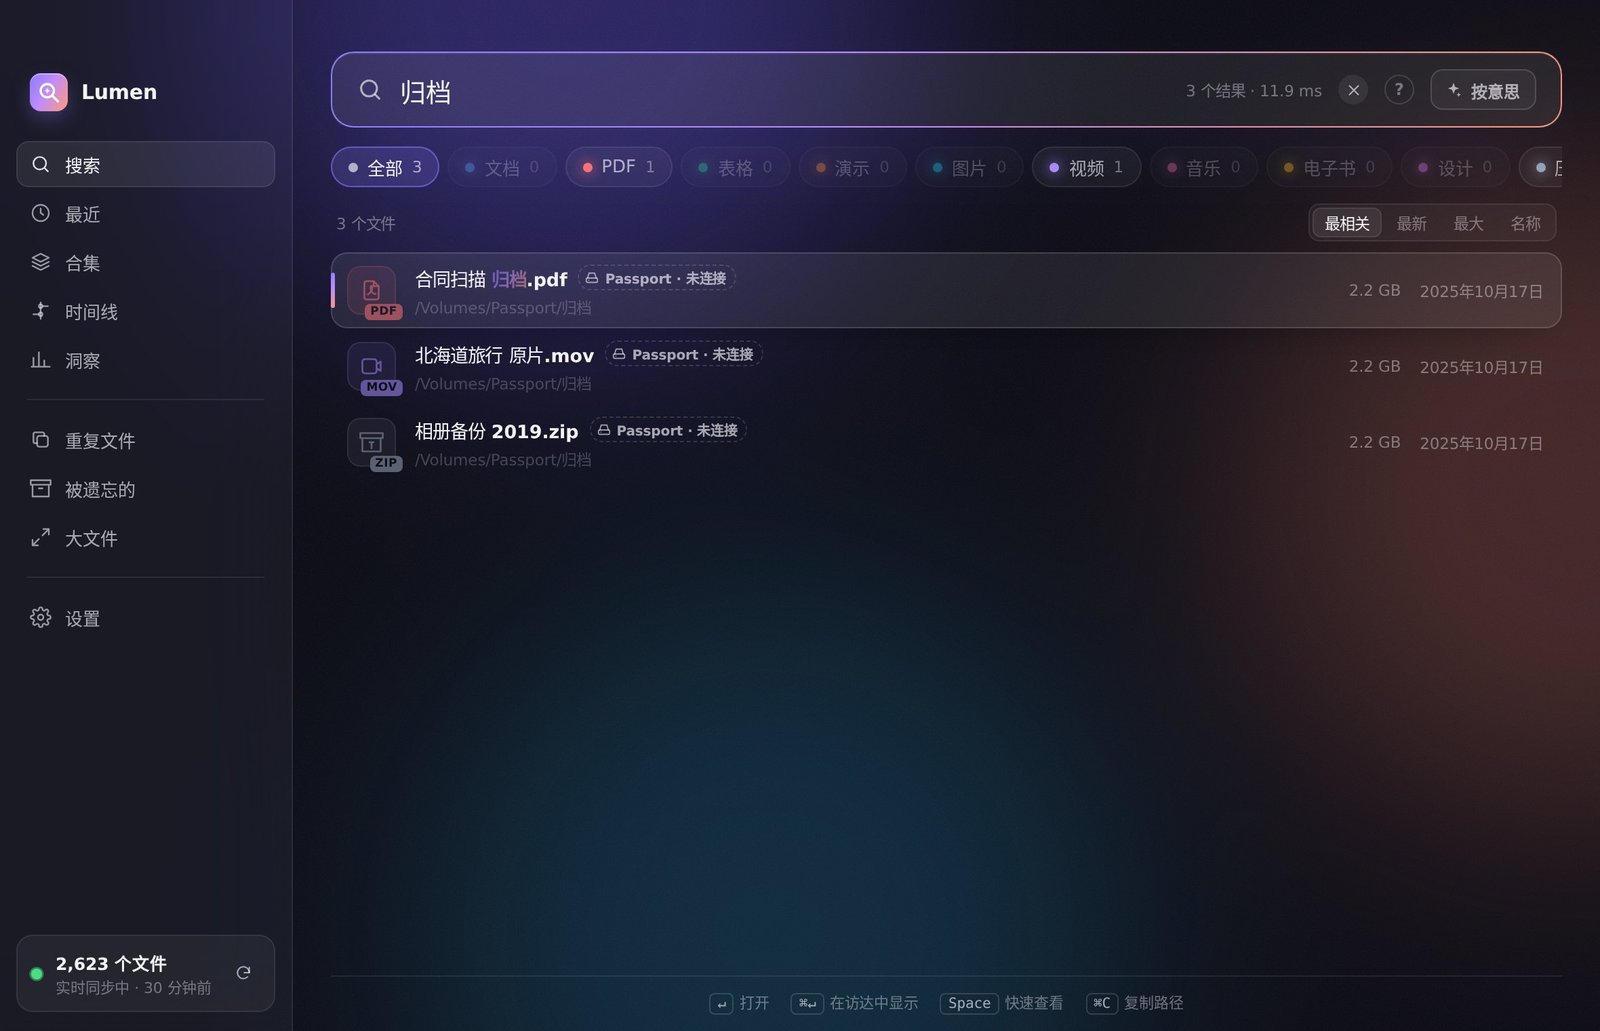 Lumen
搜索
最近
合集
时间线
洞察
重复文件
被遗忘的
大文件
设置
2,623 个文件
实时同步中 · 30 分钟前
归档
3 个结果 · 11.9 ms
?
按意思
全部 3
文档 0
PDF 1
表格 0
演示 0
图片 0
视频 1
音乐 0
电子书 0
设计 0
3 个文件
最相关
最新
最大
名称
合同扫描 归档.pdf
Passport · 未连接
2.2 GB
2025年10月17日
PDF
/Volumes/Passport/归档
北海道旅行 原片.mov
Passport · 未连接
2.2 GB
2025年10月17日
MOV
/Volumes/Passport/归档
相册备份 2019.zip
Passport · 未连接
2.2 GB
2025年10月17日
ZIP
/Volumes/Passport/归档
↵ 打开
⌘↵ 在访达中显示
Space 快速查看
⌘C 复制路径